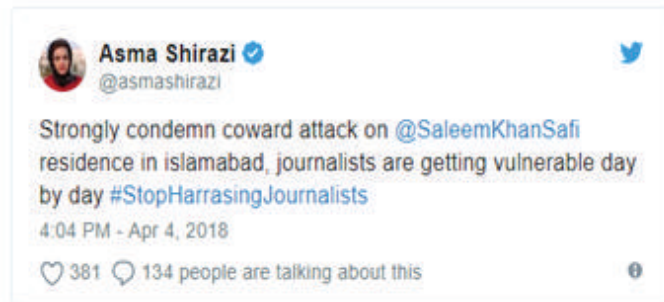 Asma Shirazi
@asmashirazi
Strongly condemn coward attack on @SaleemKhanSafi
residence in islamabad, journalists are getting vulnerable day
by day #StopHarrasingJournalists
4:04 PM - Apr 4, 2018
381 134 people are talking about this